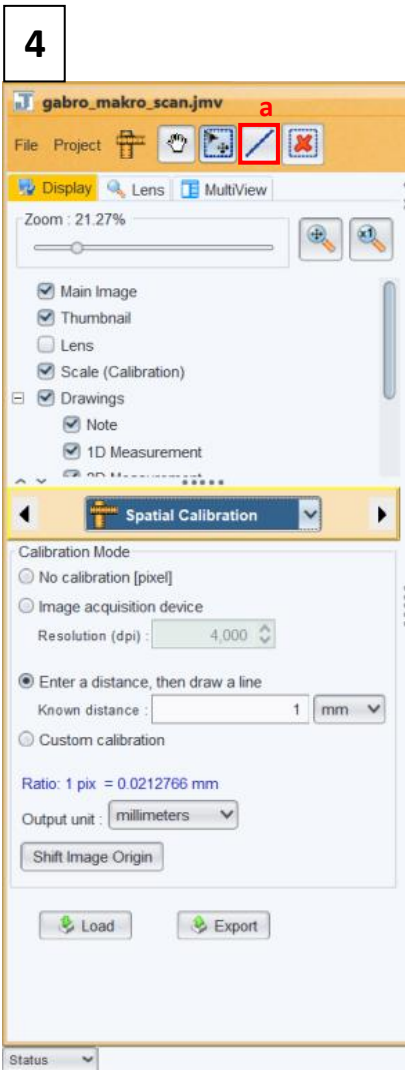 4
gabro_makro_scan.jmv
a
File Project
Display Lens MultiView
Zoom : 21.27%
x1
Main Image
Thumbnail
Lens
Scale (Calibration)
Drawings
Note
1D Measurement
Spatial Calibration
Calibration Mode
No calibration [pixel]
Image acquisition device
Resolution (dpi) : 4,000
Enter a distance, then draw a line
Known distance : 1 mm
Custom calibration
Ratio: 1 pix = 0.0212766 mm
Output unit : millimeters
Shift Image Origin
Load Export
Status